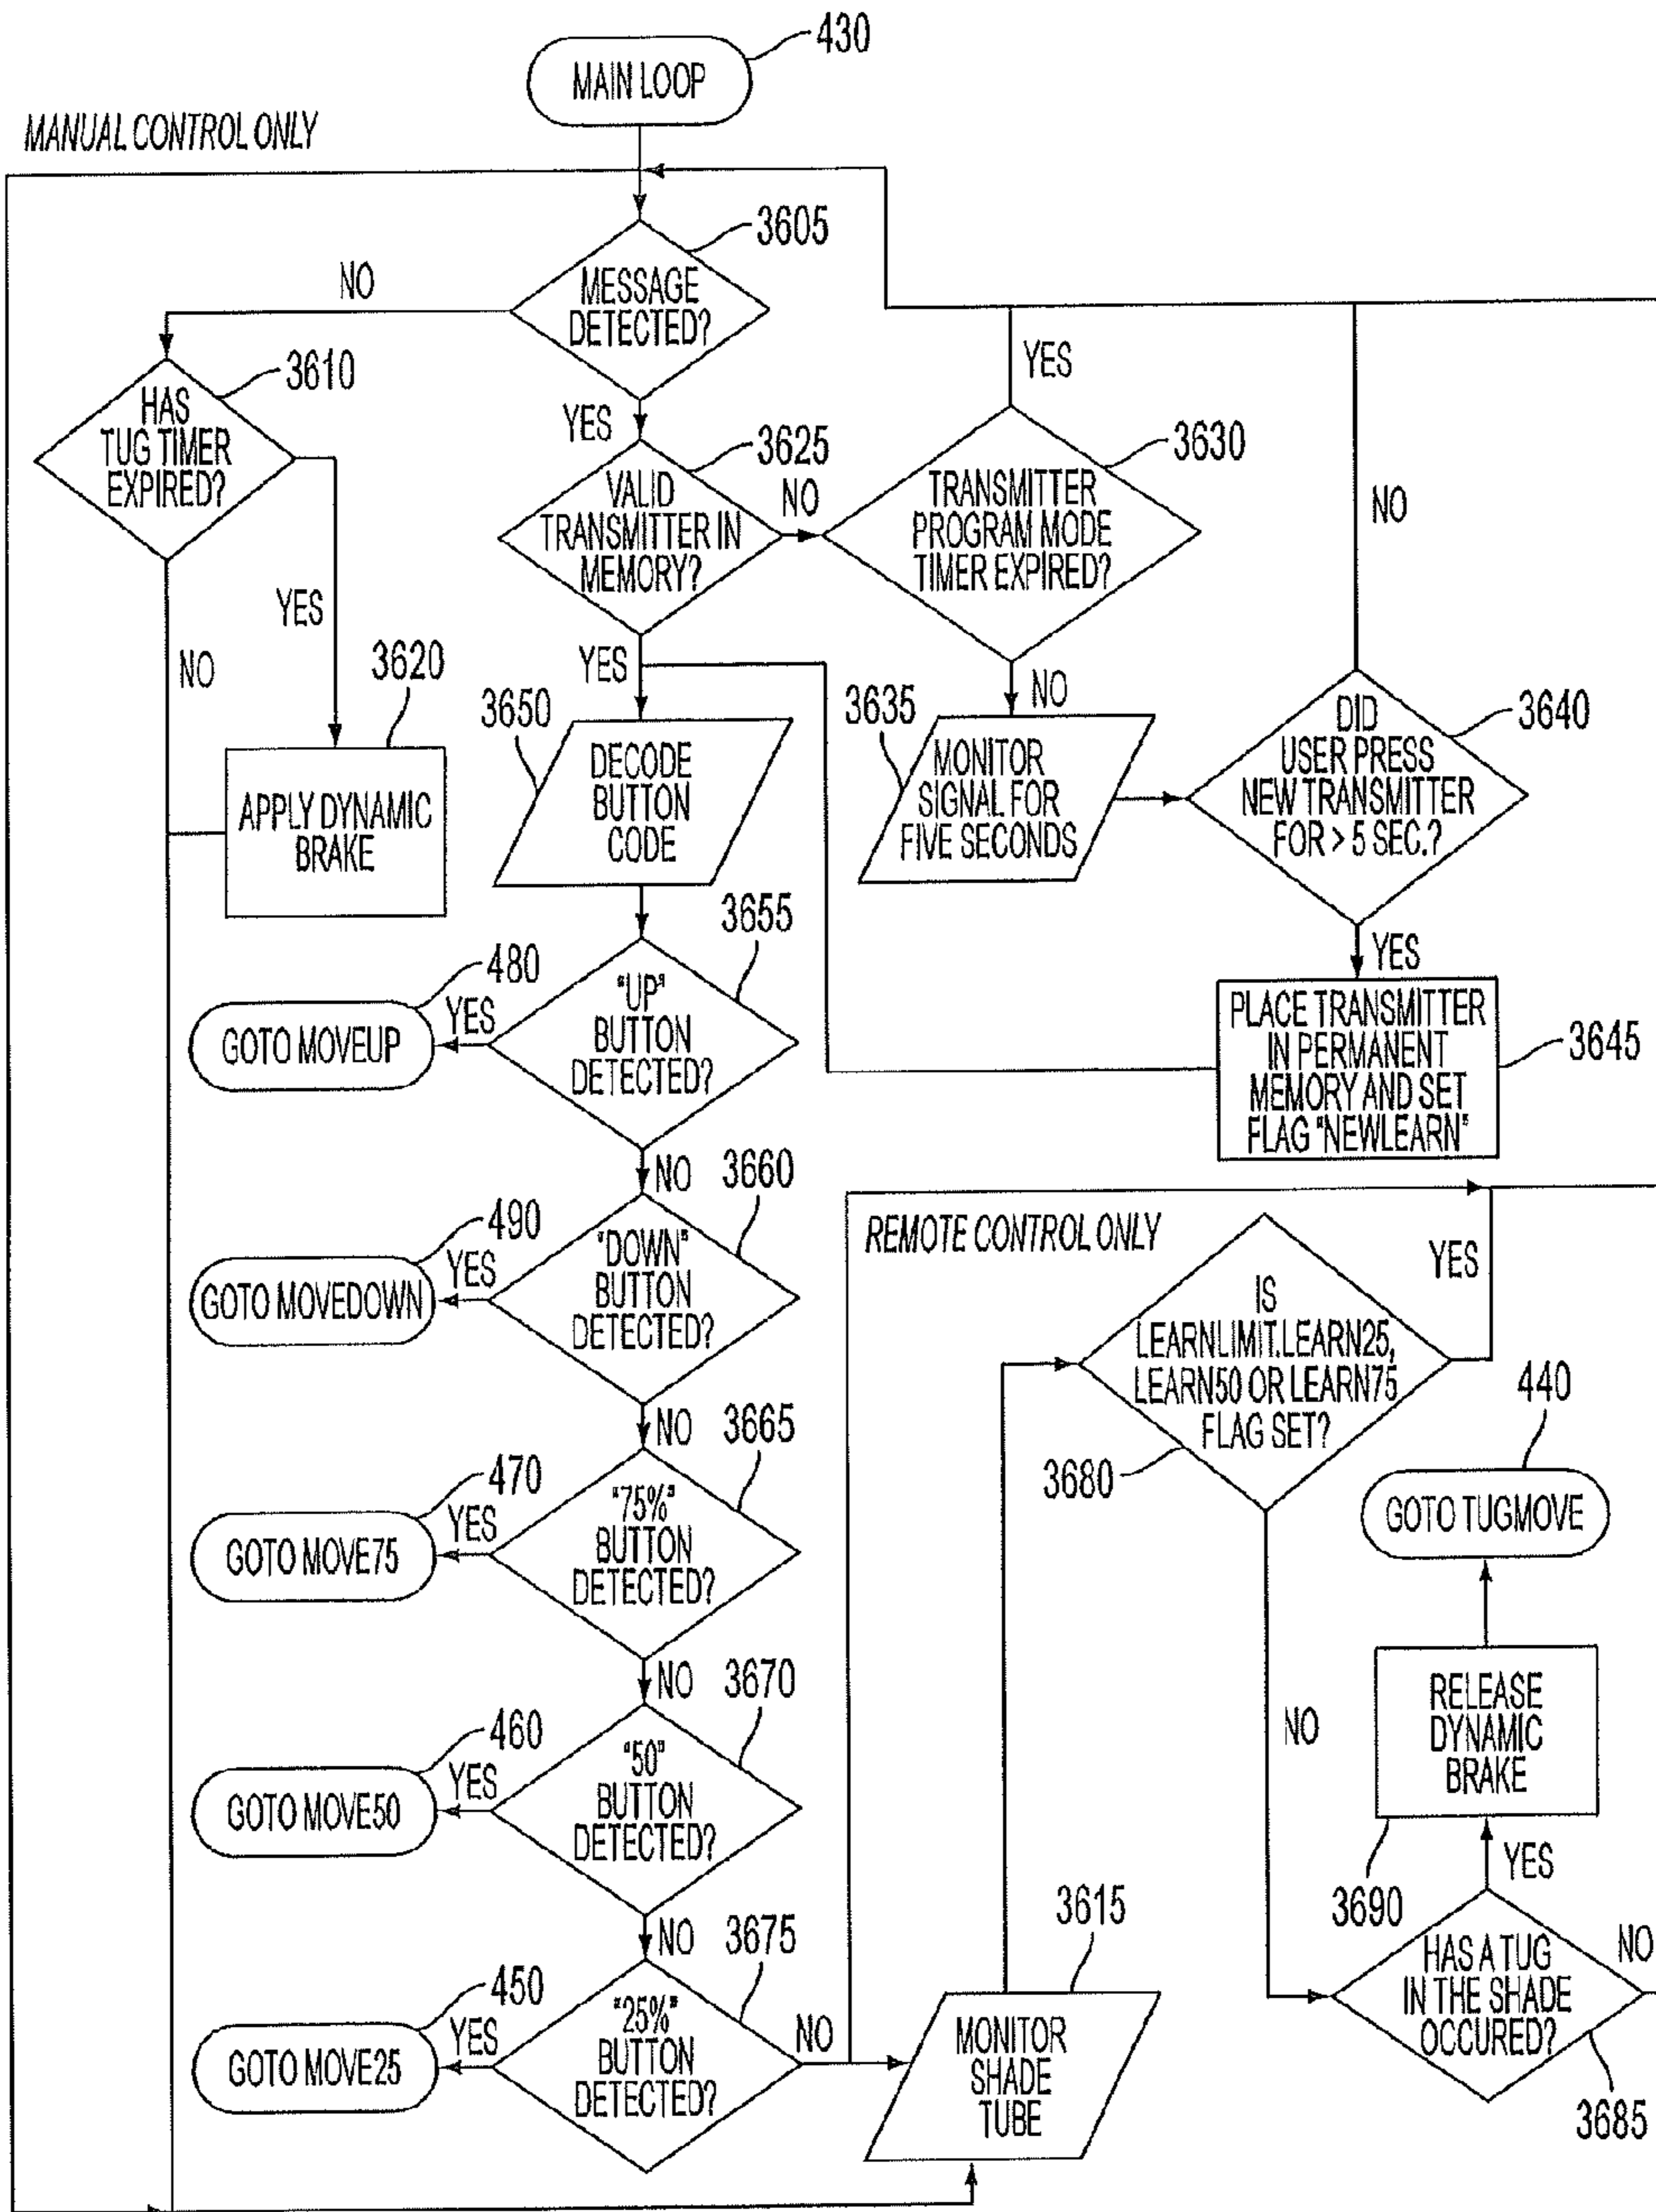 430
MAIN LOOP
MANUAL CONTROL ONLY
3605
MESSAGE
DETECTED?
NO
YES
3610
HAS
TUG TIMER
EXPIRED?
YES
NO
3620
APPLY DYNAMIC
BRAKE
3625
VALID
TRANSMITTER IN
MEMORY?
NO
YES
3630
TRANSMITTER
PROGRAM MODE
TIMER EXPIRED?
YES
NO
3635
MONITOR
SIGNAL FOR
FIVE SECONDS
3640
DID
USER PRESS
NEW TRANSMITTER
FOR > 5 SEC.?
NO
YES
PLACE TRANSMITTER
IN PERMANENT
MEMORY AND SET
FLAG "NEWLEARN"
3645
3650
DECODE
BUTTON
CODE
3655
"UP"
BUTTON
DETECTED?
YES
480
GOTO MOVEUP
NO
3660
"DOWN"
BUTTON
DETECTED?
YES
490
GOTO MOVEDOWN
NO
3665
"75%"
BUTTON
DETECTED?
YES
470
GOTO MOVE75
NO
3670
"50"
BUTTON
DETECTED?
YES
460
GOTO MOVE50
NO
3675
"25%"
BUTTON
DETECTED?
YES
450
GOTO MOVE25
NO
REMOTE CONTROL ONLY
3615
MONITOR
SHADE
TUBE
IS
LEARNLIMIT.LEARN25,
LEARN50 OR LEARN75
FLAG SET?
3680
YES
NO
440
GOTO TUGMOVE
RELEASE
DYNAMIC
BRAKE
3690
YES
HAS A TUG
IN THE SHADE
OCCURED?
NO
3685